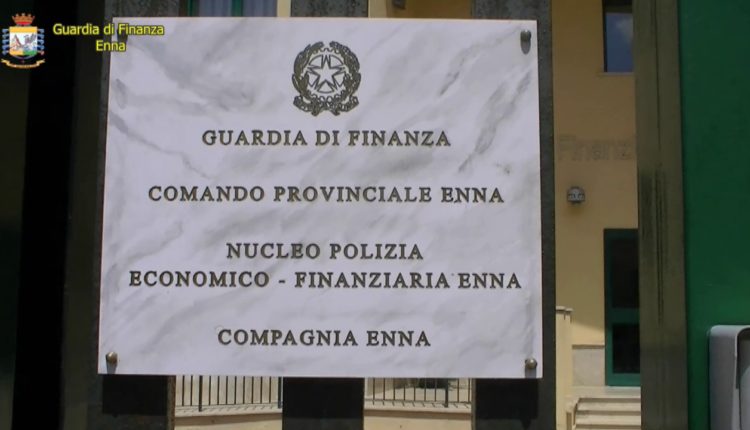 Guardia di Finanza
Enna
GUARDIA DI FINANZA
COMANDO PROVINCIALE ENNA
NUCLEO POLIZIA
ECONOMICO - FINANZIARIA ENNA
COMPAGNIA ENNA